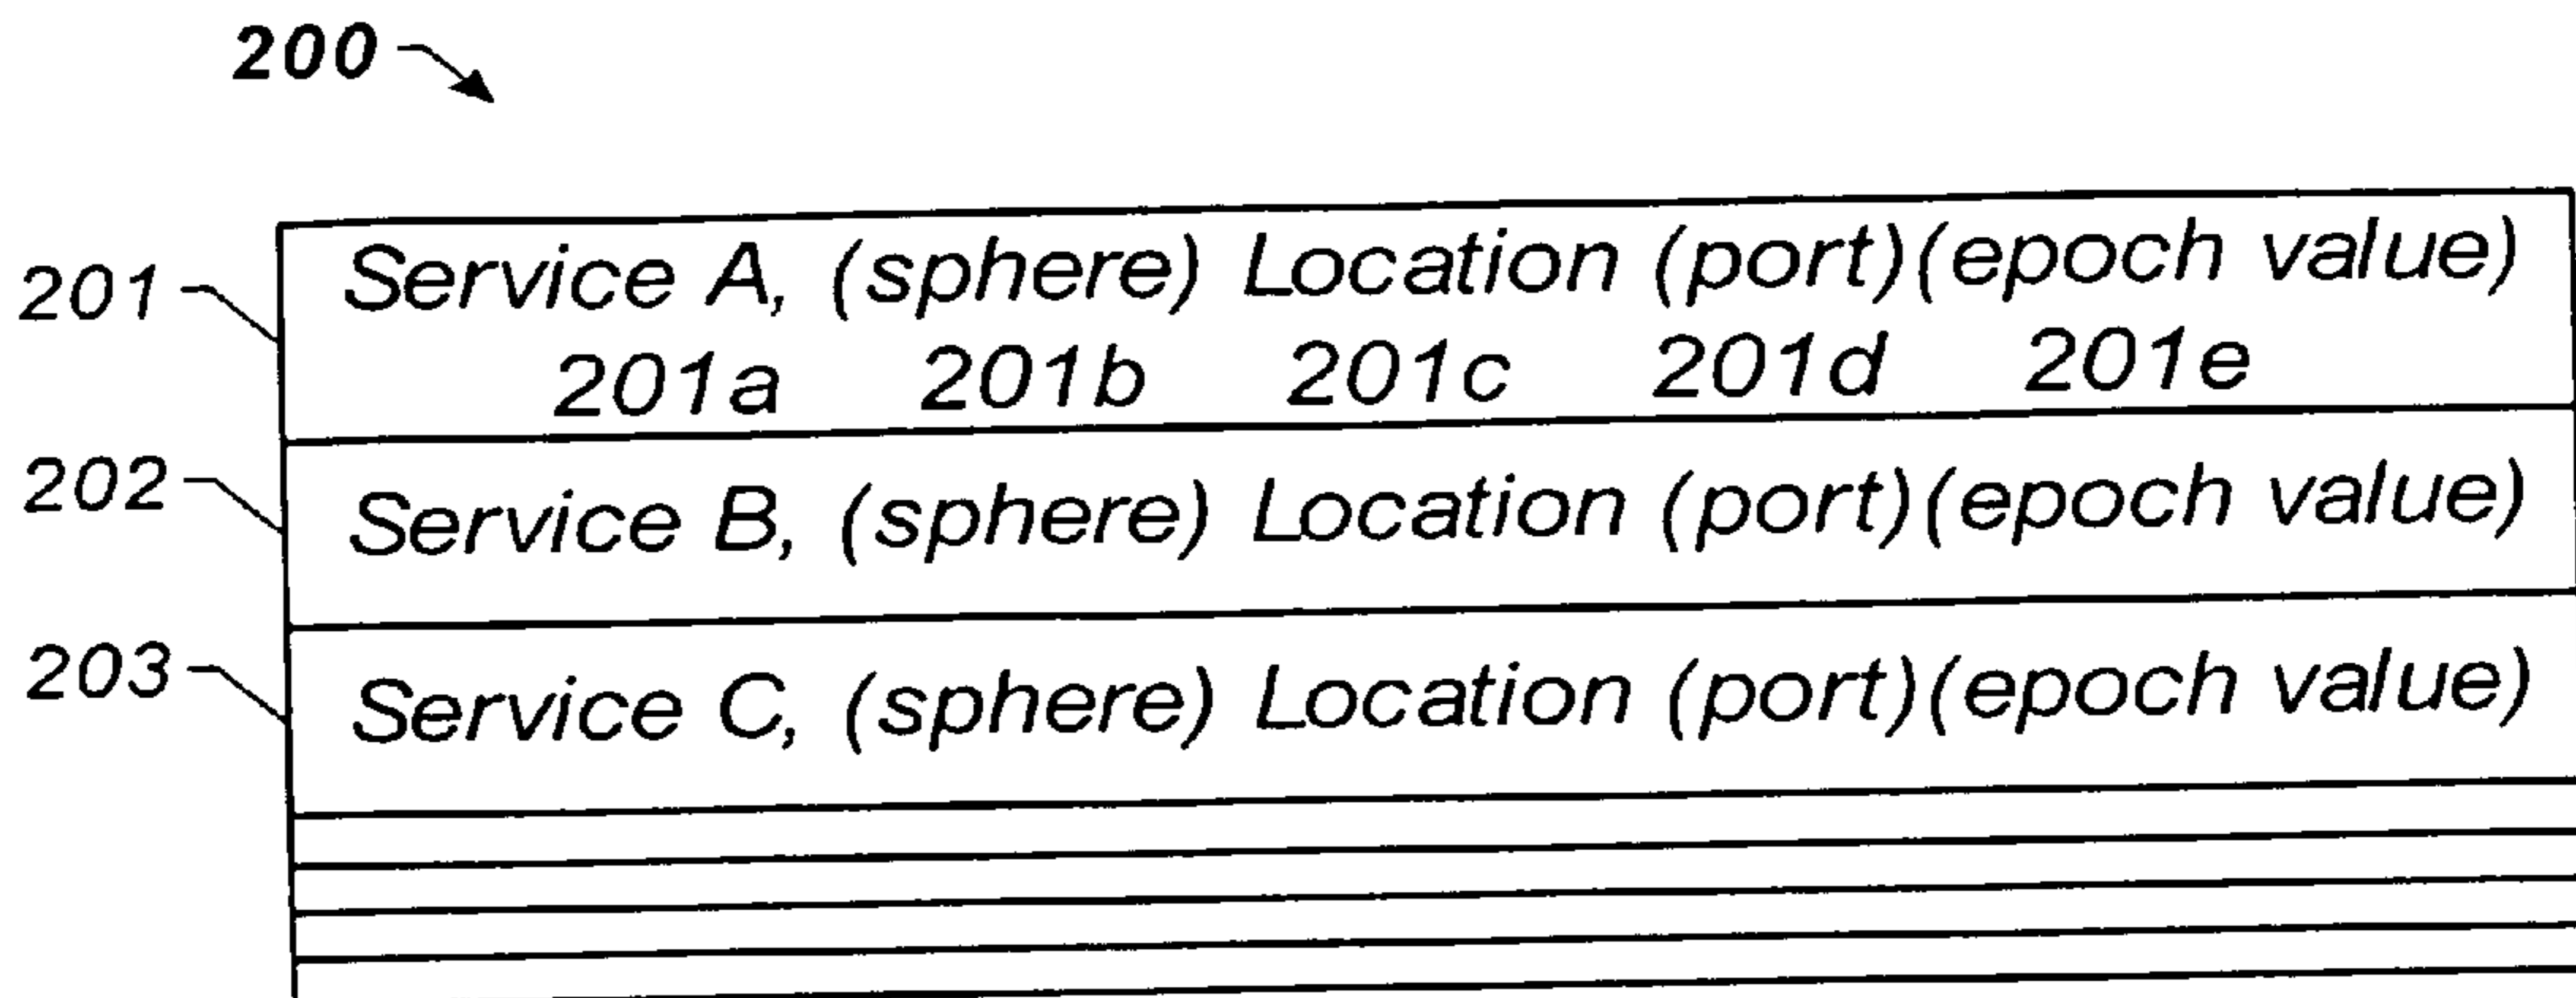 200
201 Service A, (sphere) Location (port)(epoch value)
201a 201b 201c 201d 201e
202 Service B, (sphere) Location (port)(epoch value)
203 Service C, (sphere) Location (port)(epoch value)